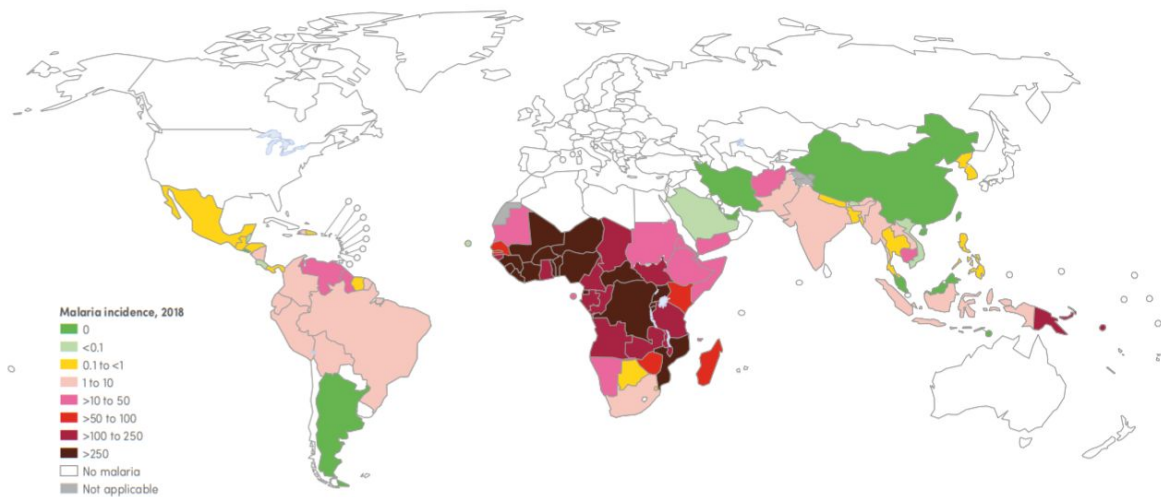 Malaria incidence, 2018
0
<0.1
0.1 to <1
1 to 10
>10 to 50
>50 to 100
>100 to 250
>250
No malaria
Not applicable